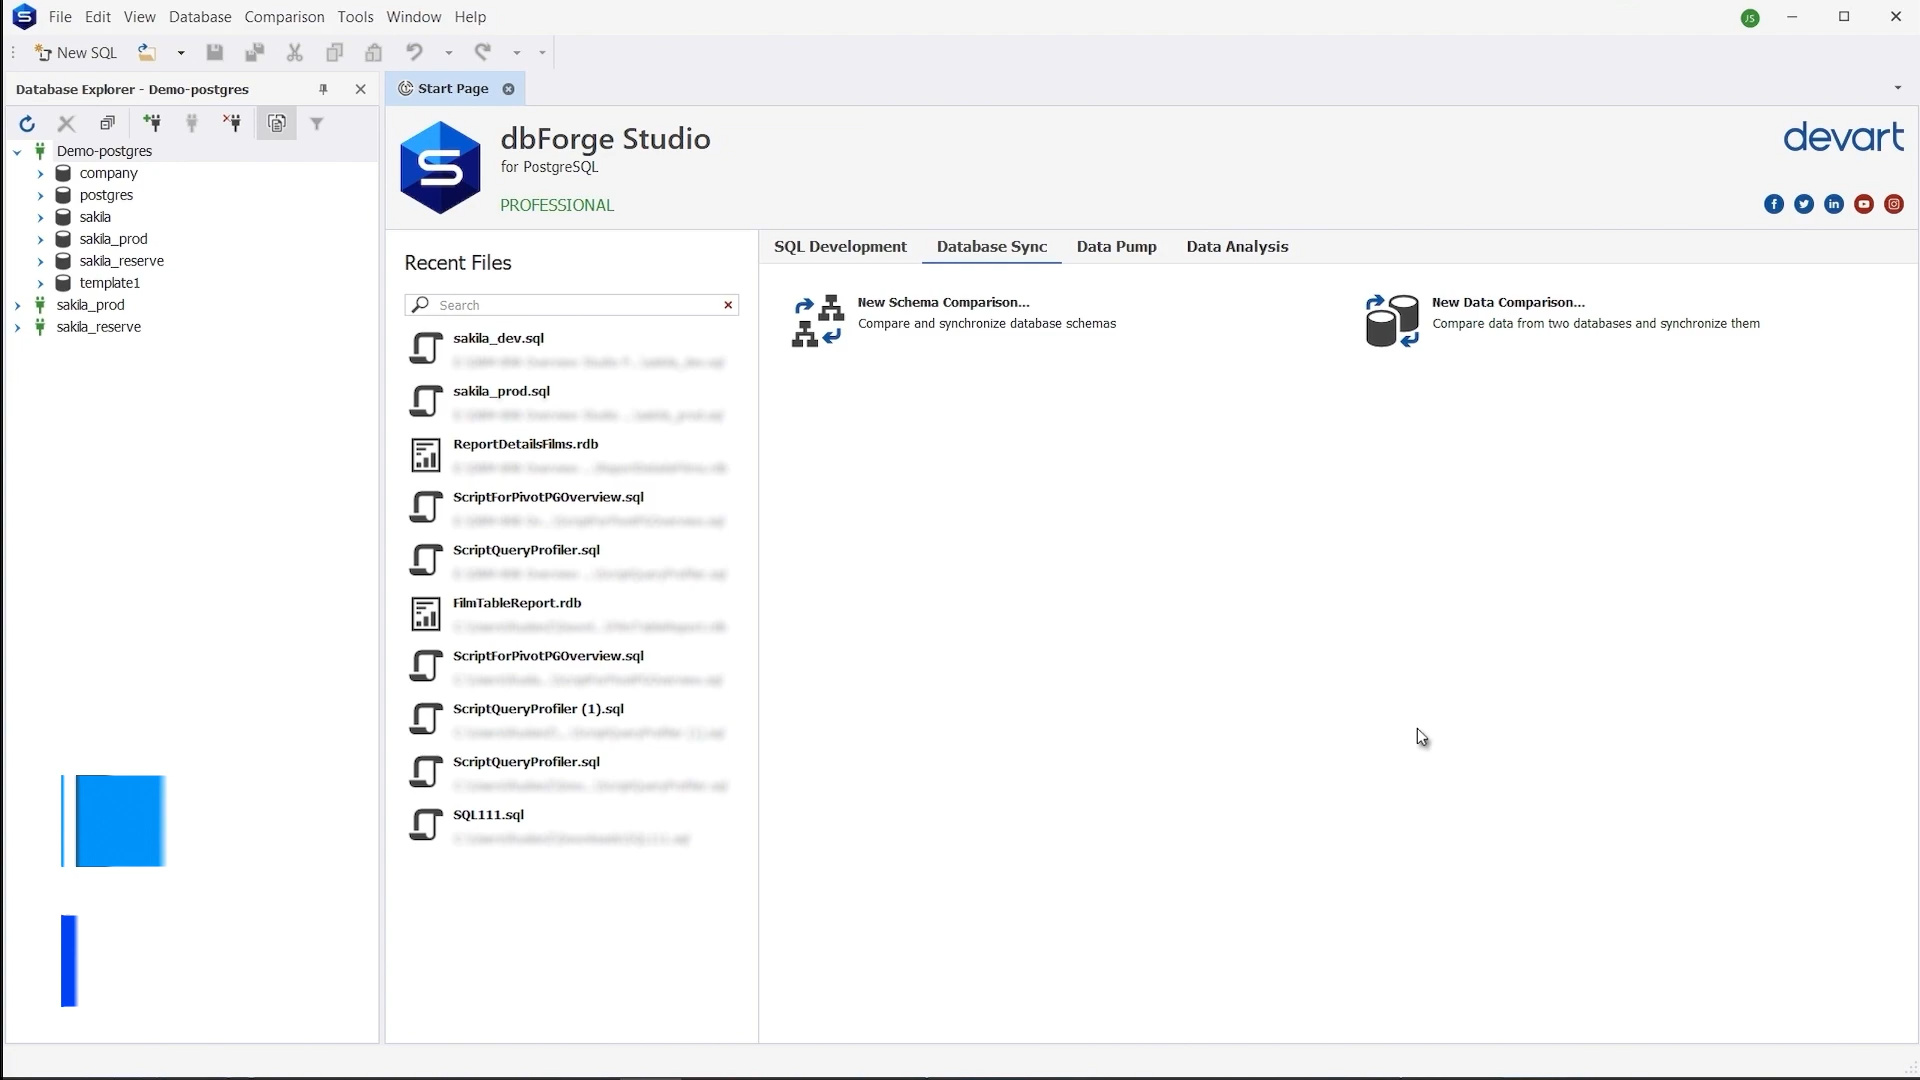 File Edit View Database Comparison Tools Window Help
JS
New SQL
Database Explorer - Demo-postgres
Start Page
Demo-postgres
company
postgres
sakila
sakila_prod
sakila_reserve
template1
sakila_prod
sakila_reserve
dbForge Studio
for PostgreSQL
PROFESSIONAL
devart
Recent Files
Search
sakila_dev.sql
sakila_prod.sql
ReportDetailsFilms.rdb
ScriptForPivotPGOverview.sql
ScriptQueryProfiler.sql
FilmTableReport.rdb
ScriptForPivotPGOverview.sql
ScriptQueryProfiler (1).sql
ScriptQueryProfiler.sql
SQL111.sql
SQL Development Database Sync Data Pump Data Analysis
New Schema Comparison...
Compare and synchronize database schemas
New Data Comparison...
Compare data from two databases and synchronize them